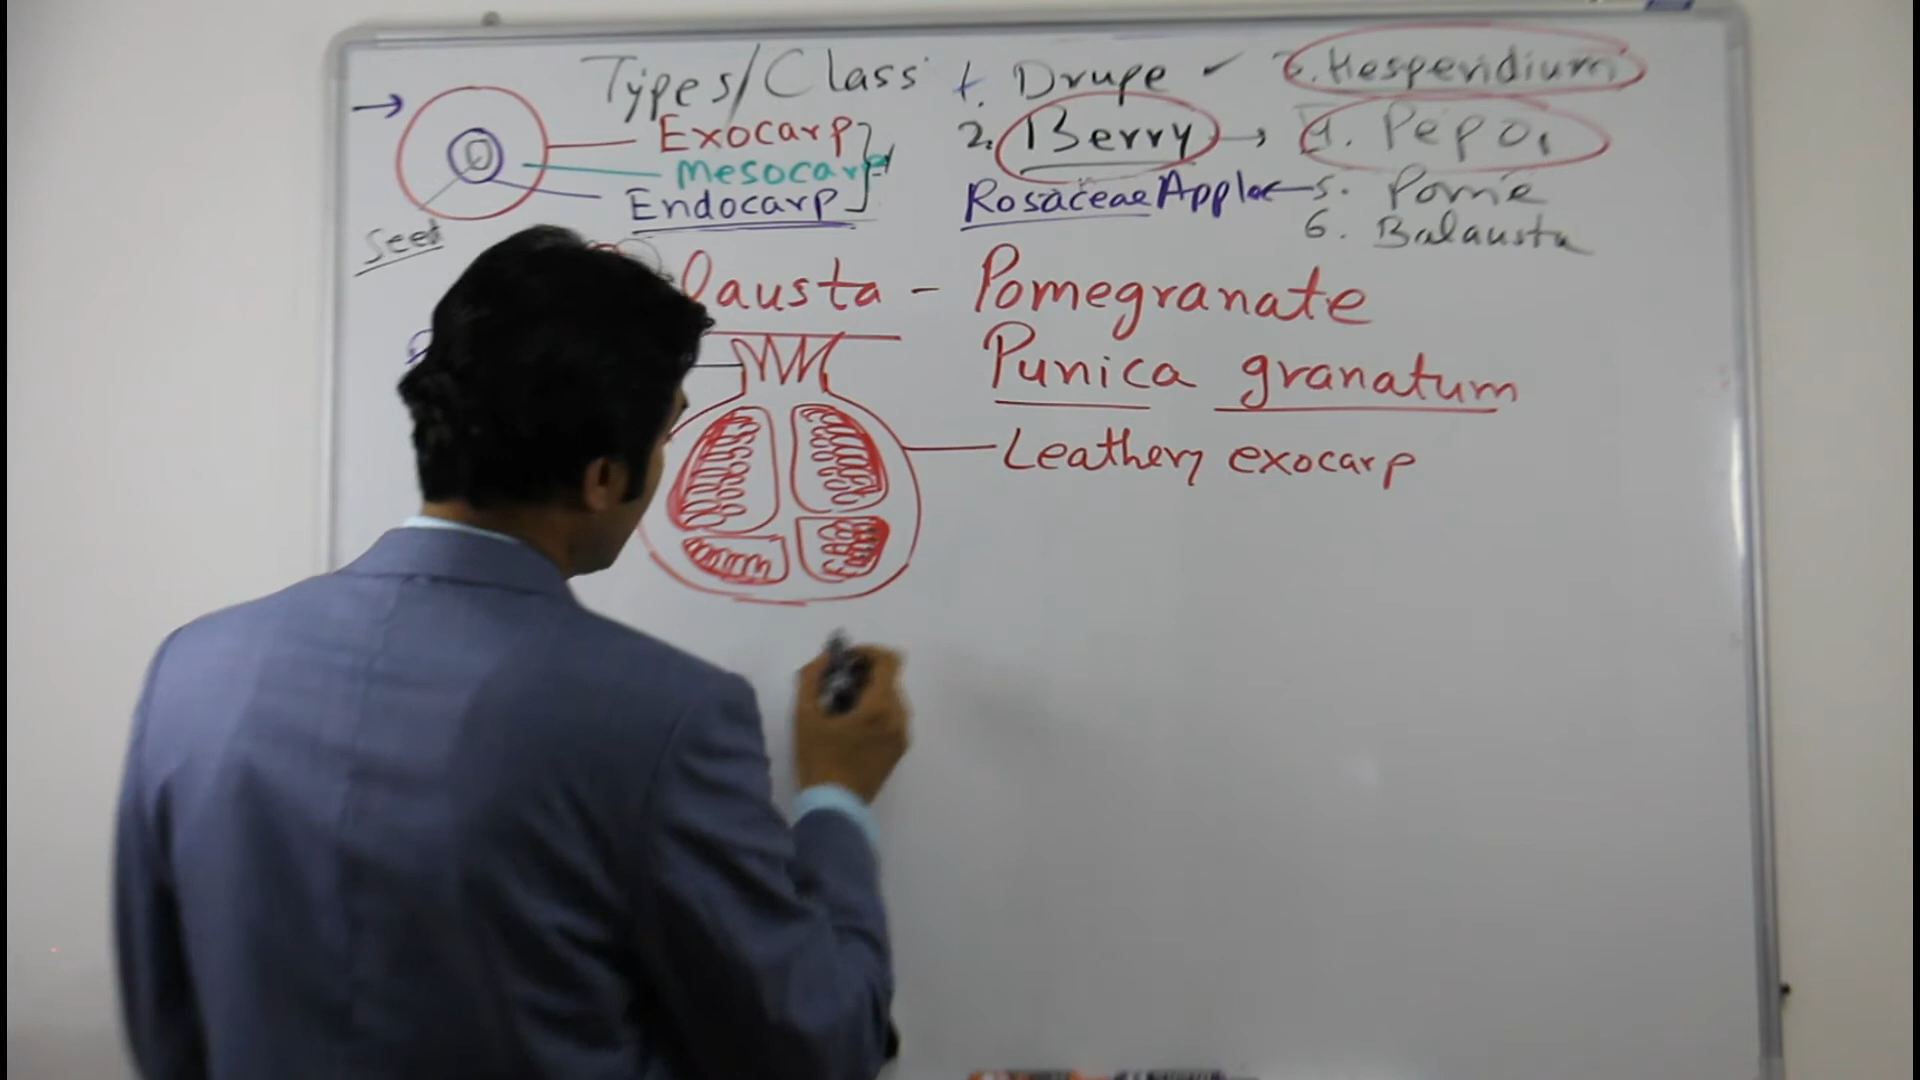 Types/Class 1. Drupe 3. Hesperidium
Exocarp 2. Berry → 4. Pepo,
Mesocarp
Endocarp Rosaceae Apple 5. Pome
Seed 6. Balausta
lausta - Pomegranate
Punica granatum
Leathery exocarp